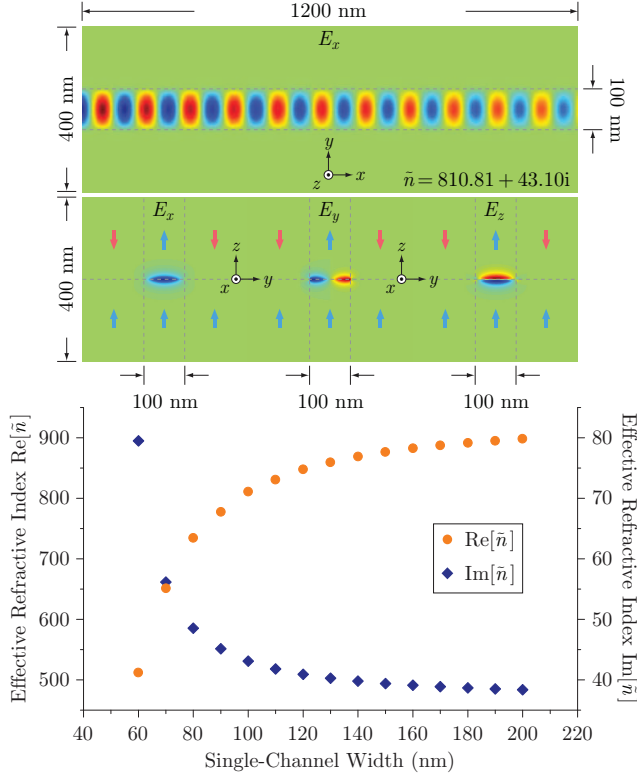 1200 nm
E_x
400 nm
100 nm
y
z
x
ñ = 810.81 + 43.10i
E_x
E_y
E_z
400 nm
z
x
y
z
x
y
100 nm
100 nm
100 nm
Effective Refractive Index Re[ñ]
900
800
700
600
500
80
70
60
50
40
Effective Refractive Index Im[ñ]
Re[ñ]
Im[ñ]
40 60 80 100 120 140 160 180 200 220
Single-Channel Width (nm)